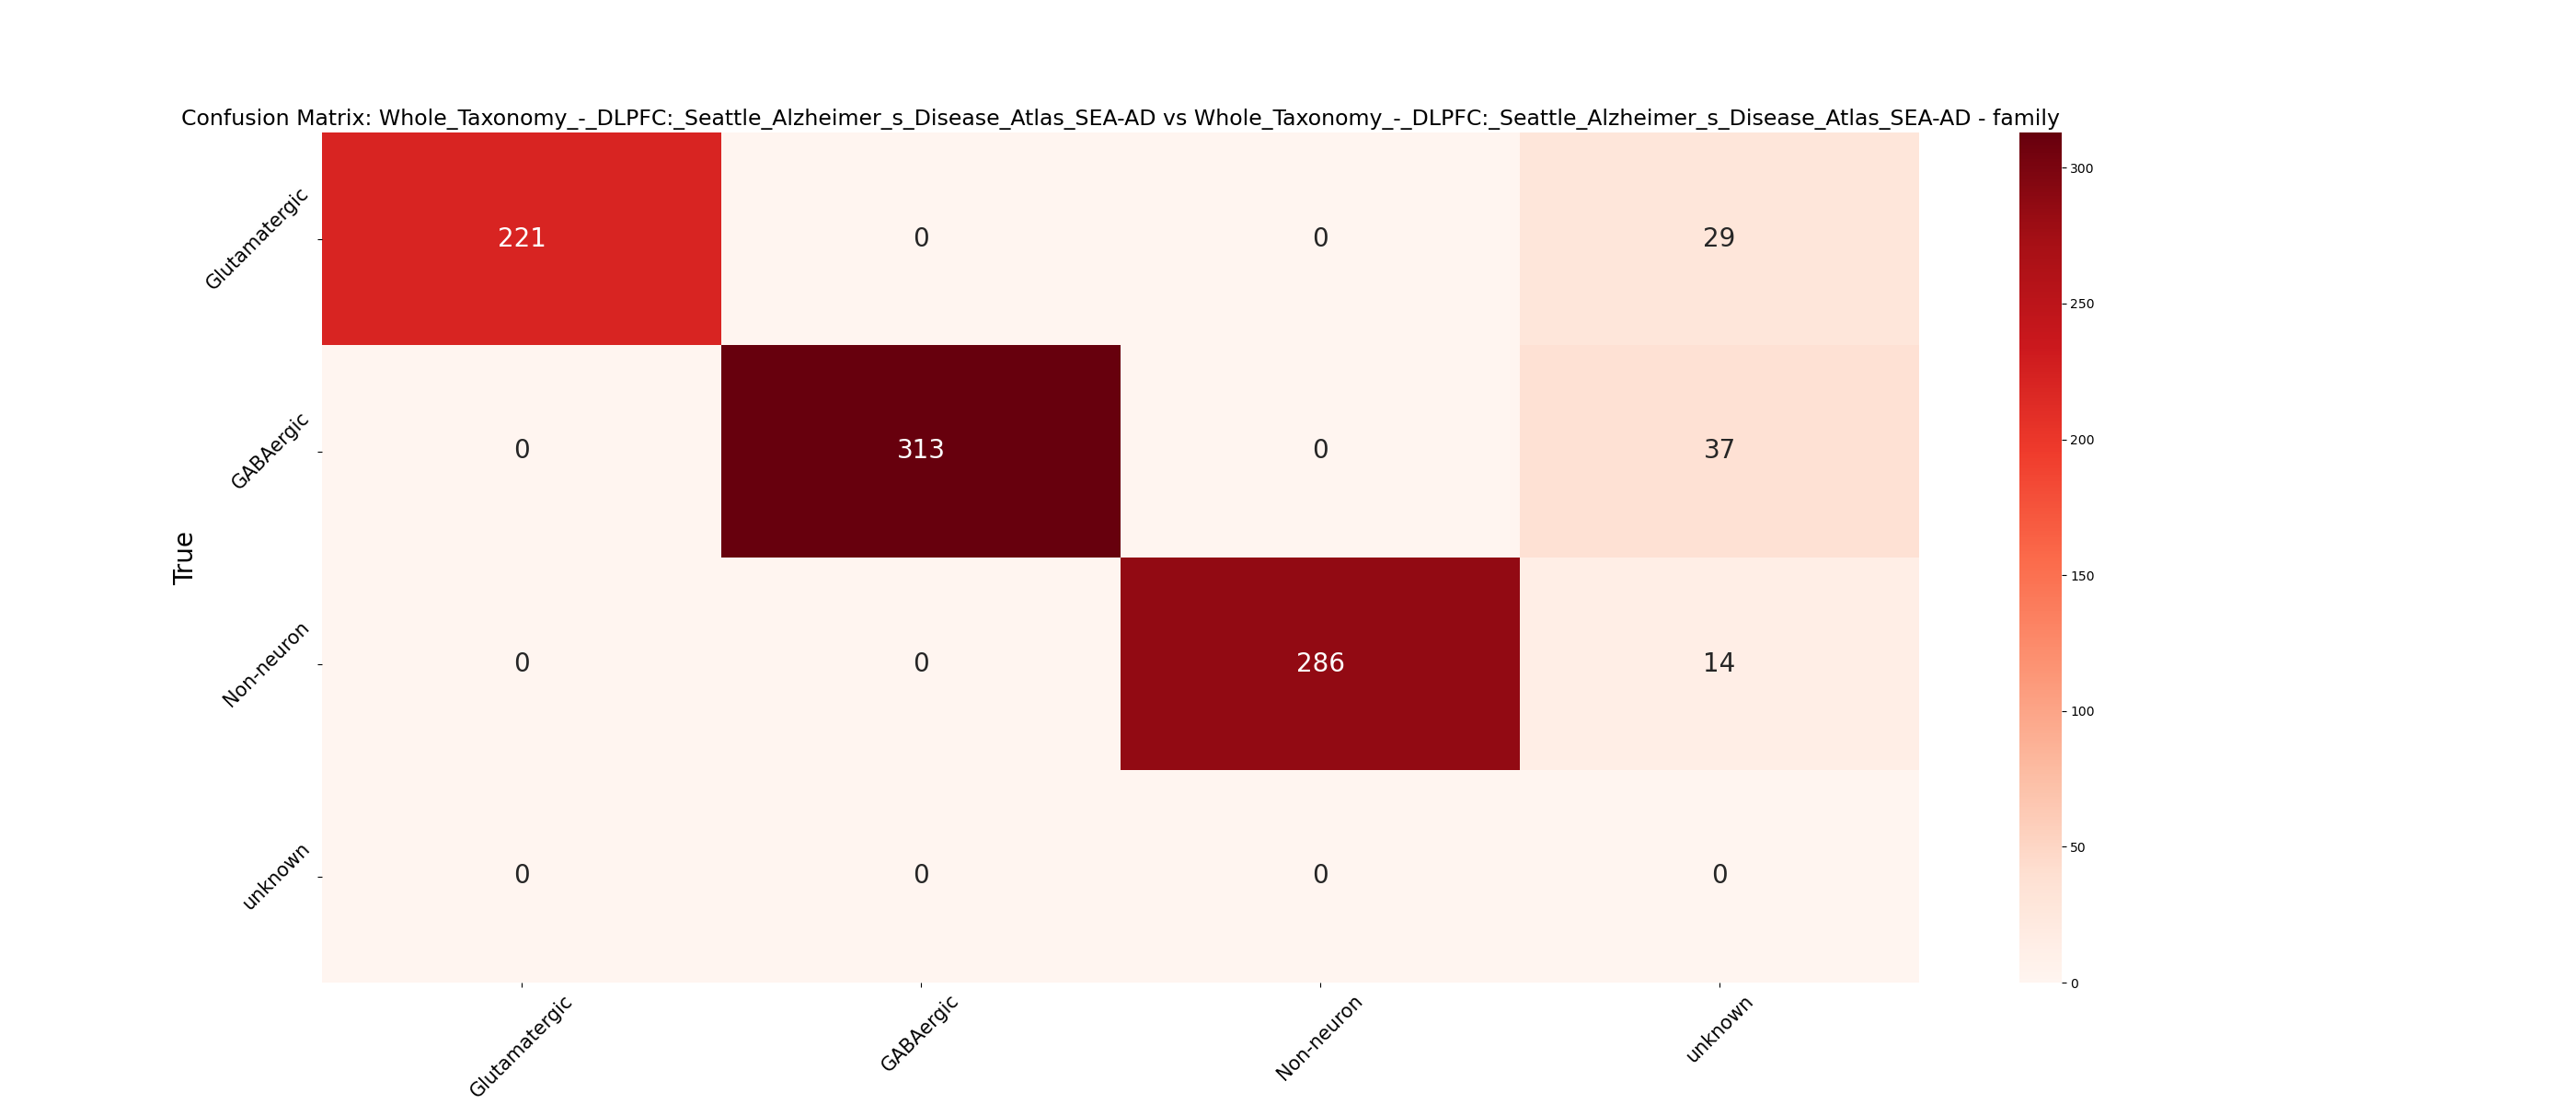 Confusion Matrix: Whole_Taxonomy_-_DLPFC:_Seattle_Alzheimer_s_Disease_Atlas_SEA-AD vs Whole_Taxonomy_-_DLPFC:_Seattle_Alzheimer_s_Disease_Atlas_SEA-AD - family
True
Glutamatergic
221
0
0
29
GABAergic
0
313
0
37
Non-neuron
0
0
286
14
unknown
0
0
0
0
Glutamatergic
GABAergic
Non-neuron
unknown
300
250
200
150
100
50
0